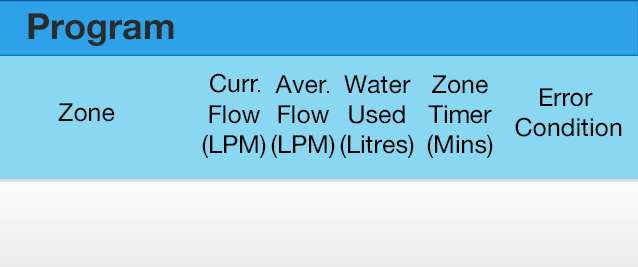 Program
Zone
Curr.
Flow
(LPM)
Aver.
Flow
(LPM)
Water
Used
(Litres)
Zone
Timer
(Mins)
Error
Condition